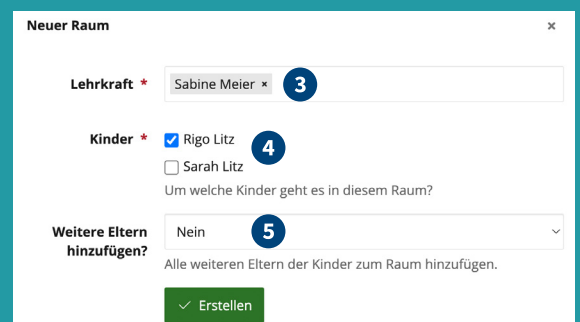 Neuer Raum ×
Lehrkraft * Sabine Meier × 3
Kinder * Rigo Litz 4
Sarah Litz
Um welche Kinder geht es in diesem Raum?
Weitere Eltern hinzufügen? Nein 5
Alle weiteren Eltern der Kinder zum Raum hinzufügen.
Erstellen